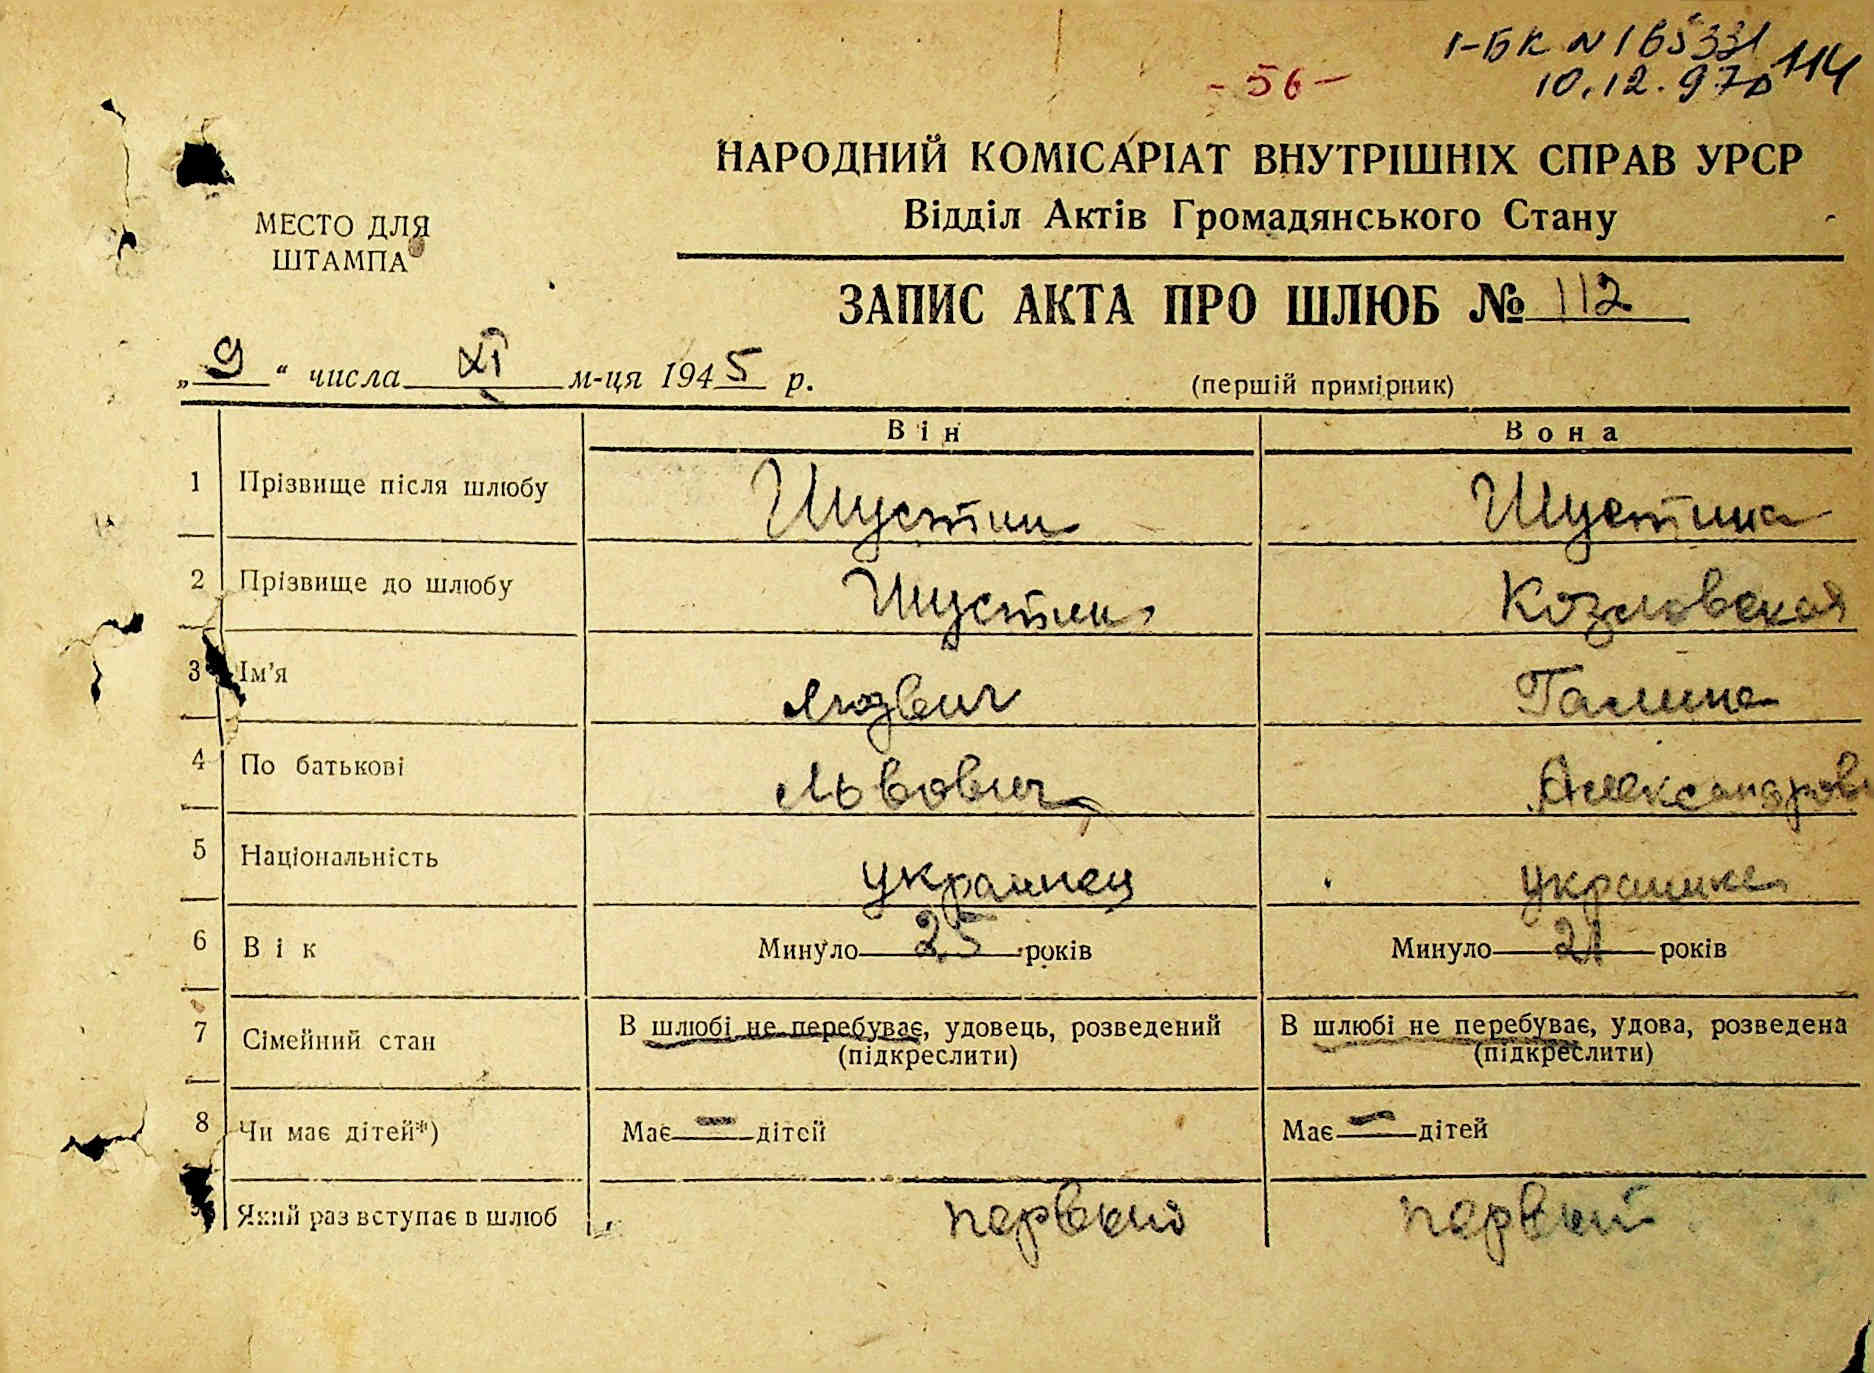 I-БК N 165331
10.12.97р 114
- 56 -
НАРОДНИЙ КОМІСАРІАТ ВНУТРІШНІХ СПРАВ УРСР
Відділ Актів Громадянського Стану
МЕСТО ДЛЯ
ШТАМПА
ЗАПИС АКТА ПРО ШЛЮБ № 112
„9“ числа XI м-ця 1945 р.
(перший примірник)
Він Вона
1 Прізвище після шлюбу Шустин Шустина
2 Прізвище до шлюбу Шустин Козловская
3 Ім'я Людвиг Галина
4 По батькові Львович Александров
5 Національність украинец украинка
6 Вік Минуло 25 років Минуло 21 років
7 Сімейний стан В шлюбі не перебуває, удовець, розведений В шлюбі не перебуває, удова, розведена
(підкреслити) (підкреслити)
8 Чи має дітей*) Має — дітей Має — дітей
9 Який раз вступає в шлюб первый первый